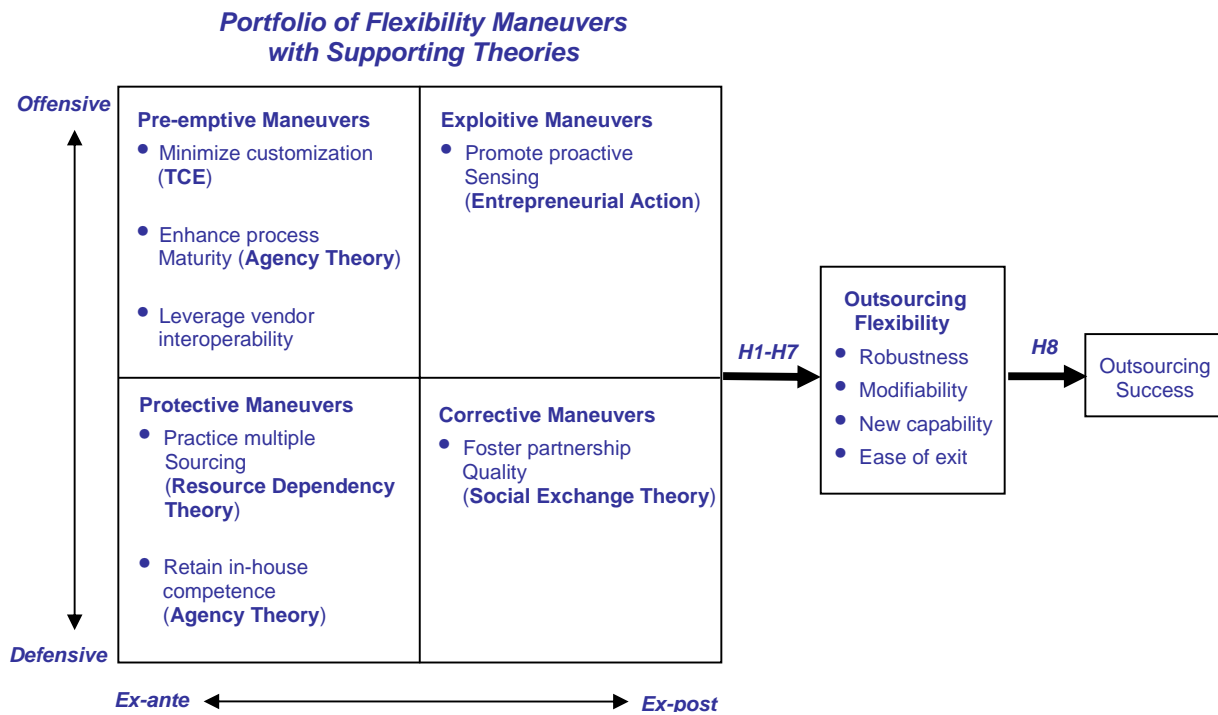 Portfolio of Flexibility Maneuvers
with Supporting Theories
Offensive
Pre-emptive Maneuvers
• Minimize customization
(TCE)
• Enhance process
Maturity (Agency Theory)
• Leverage vendor
interoperability
Exploitive Maneuvers
• Promote proactive
Sensing
(Entrepreneurial Action)
Protective Maneuvers
• Practice multiple
Sourcing
(Resource Dependency
Theory)
• Retain in-house
competence
(Agency Theory)
Corrective Maneuvers
• Foster partnership
Quality
(Social Exchange Theory)
Defensive
Ex-ante
Ex-post
H1-H7
Outsourcing
Flexibility
• Robustness
• Modifiability
• New capability
• Ease of exit
H8
Outsourcing
Success